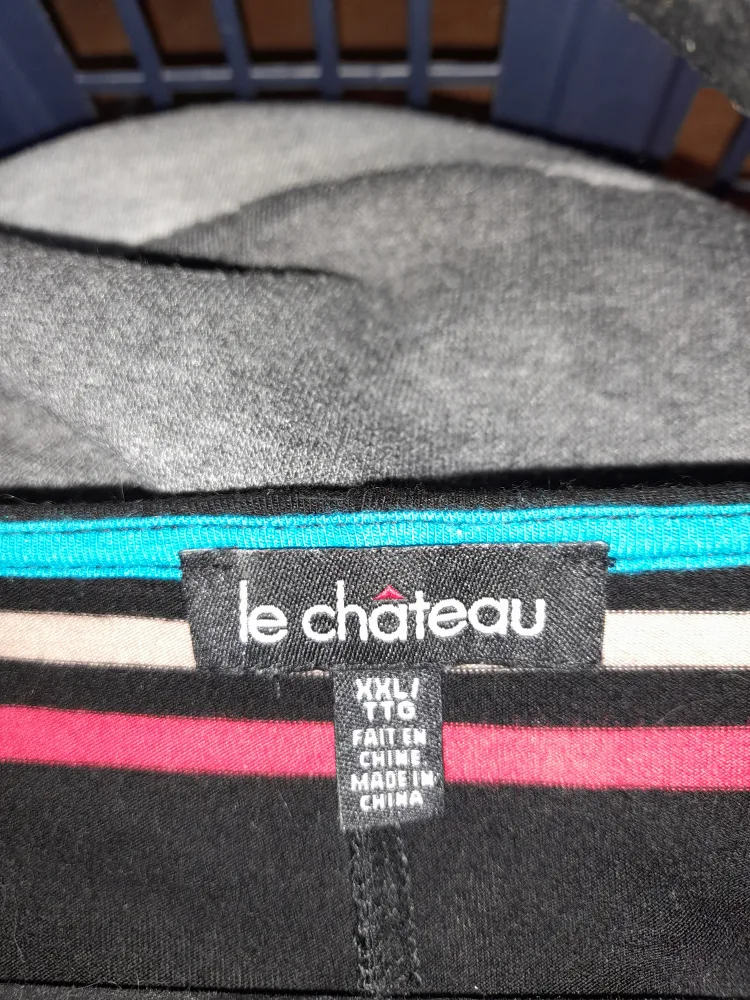 le château
XXL/
TTG
FAIT EN
CHINE
MADE IN
CHINA